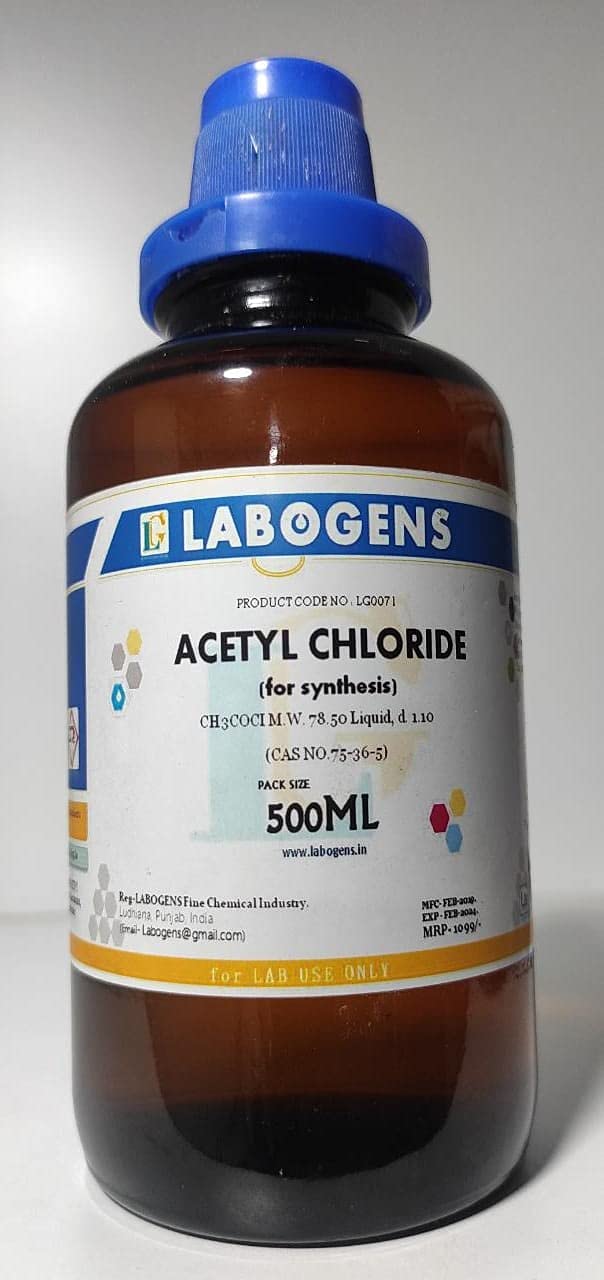 LABOGENS
PRODUCT CODE NO. LG0071
ACETYL CHLORIDE
(for synthesis)
CH3COCl M.W. 78.50 Liquid, d. 1.10
(CAS NO.75-36-5)
PACK SIZE
500ML
www.labogens.in
Reg-LABOGENS Fine Chemical Industry.
Ludhiana, Punjab, India
(Email- Labogens@gmail.com)
MFC- FEB-2019.
EXP - FEB-2024.
MRP- 1099/-
for LAB USE ONLY